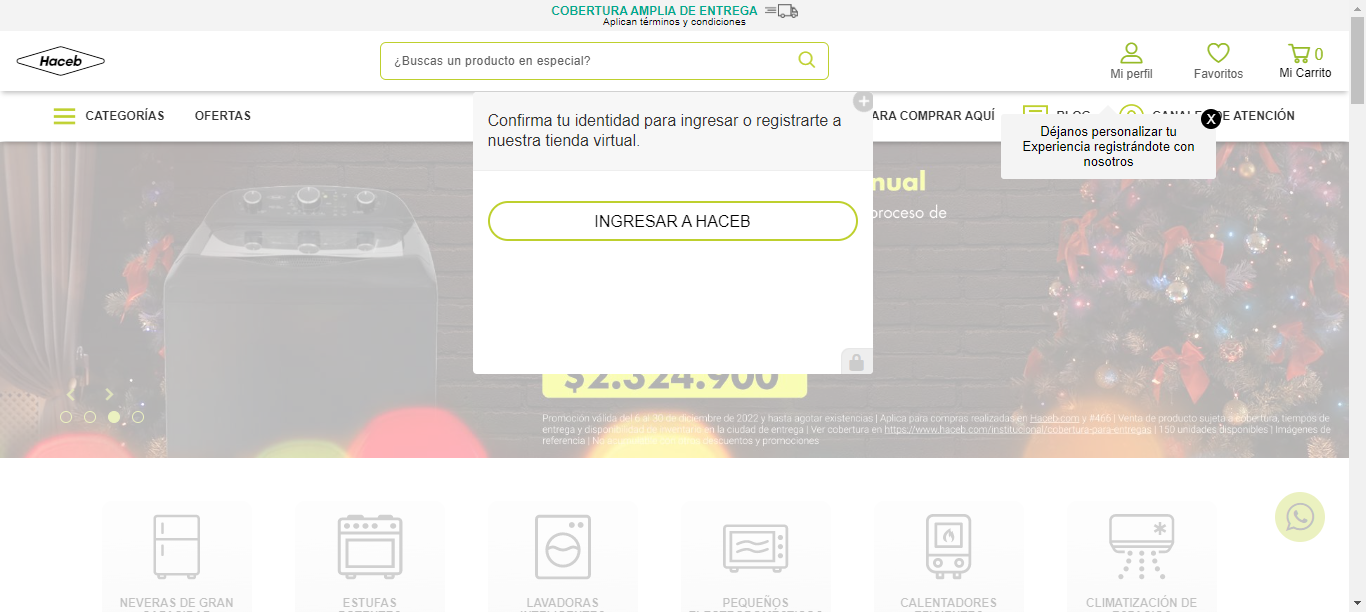 COBERTURA AMPLIA DE ENTREGA
Aplican términos y condiciones
Haceb
¿Buscas un producto en especial?
Mi perfil
Favoritos
0
Mi Carrito
CATEGORÍAS
OFERTAS
ARA COMPRAR AQUÍ
BLOG
CANALES DE ATENCIÓN
Confirma tu identidad para ingresar o registrarte a
nuestra tienda virtual.
INGRESAR A HACEB
X
Déjanos personalizar tu
Experiencia registrándote con
nosotros
nual
proceso de
$2.324.900
Promoción válida del 6 al 30 de diciembre de 2022 y hasta agotar existencias | Aplica para compras realizadas en Haceb.com y #466 | Venta de producto sujeta a cobertura, tiempos de
entrega y disponibilidad de inventario en la ciudad de entrega | Ver cobertura en https://www.haceb.com/institucional/cobertura-para-entregas | 150 unidades disponibles | Imágenes de
referencia | No acumulable con otros descuentos y promociones
NEVERAS DE GRAN
ESTUFAS
LAVADORAS
PEQUEÑOS
CALENTADORES
CLIMATIZACIÓN DE